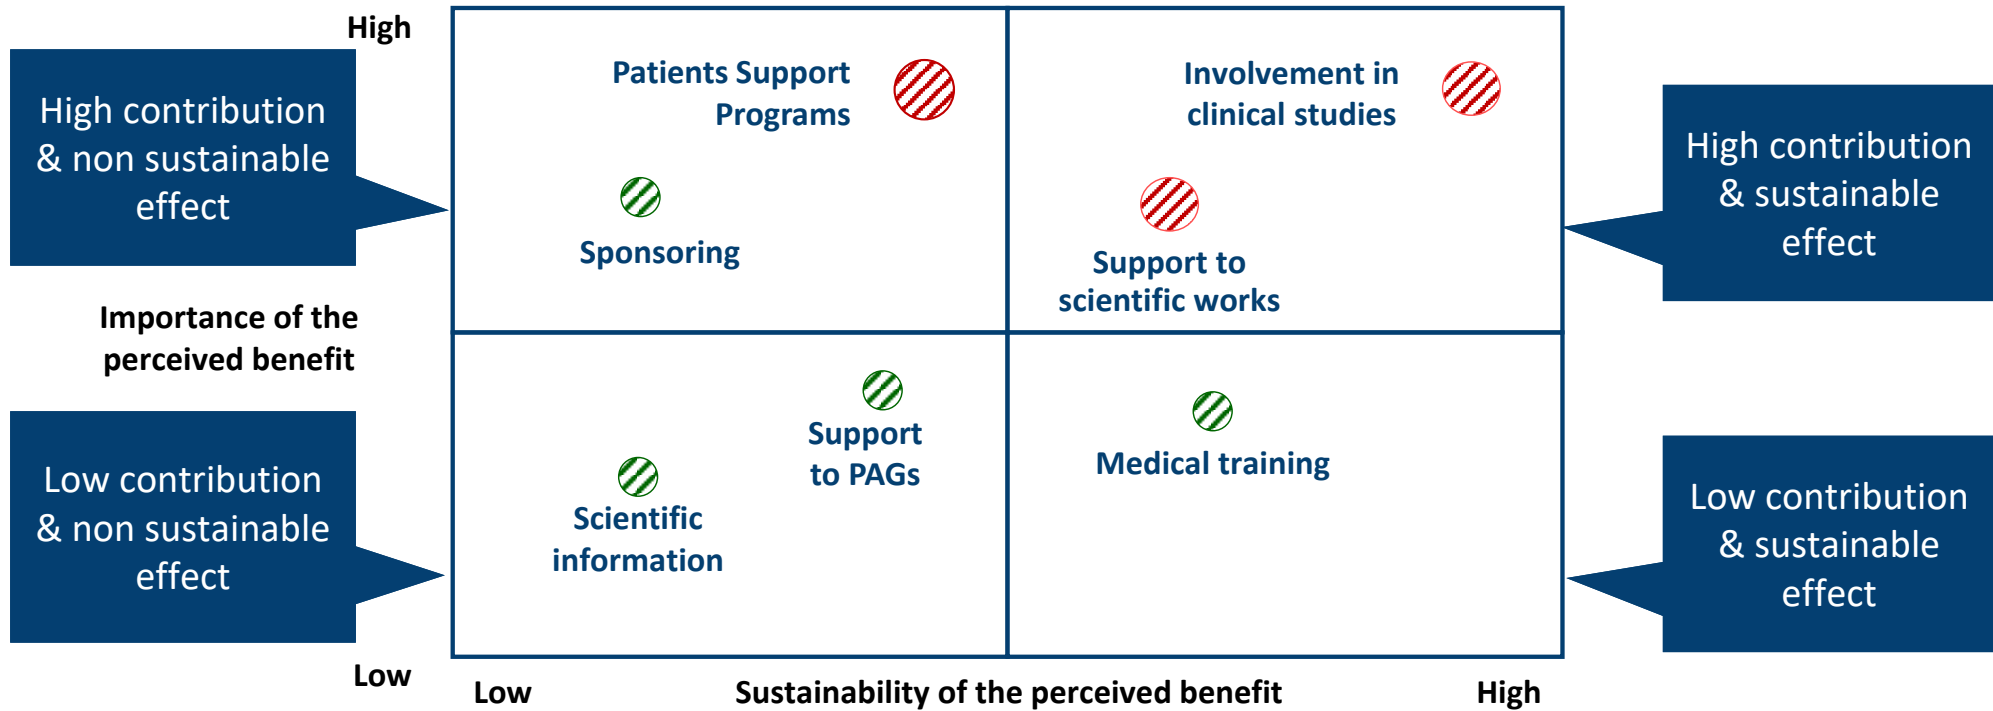 High
High contribution
& non sustainable
effect
Patients Support
Programs
Sponsoring
Involvement in
clinical studies
Support to
scientific works
High contribution
& sustainable
effect
Importance of the
perceived benefit
Low contribution
& non sustainable
effect
Support
to PAGs
Scientific
information
Medical training
Low contribution
& sustainable
effect
Low
Low
Sustainability of the perceived benefit
High